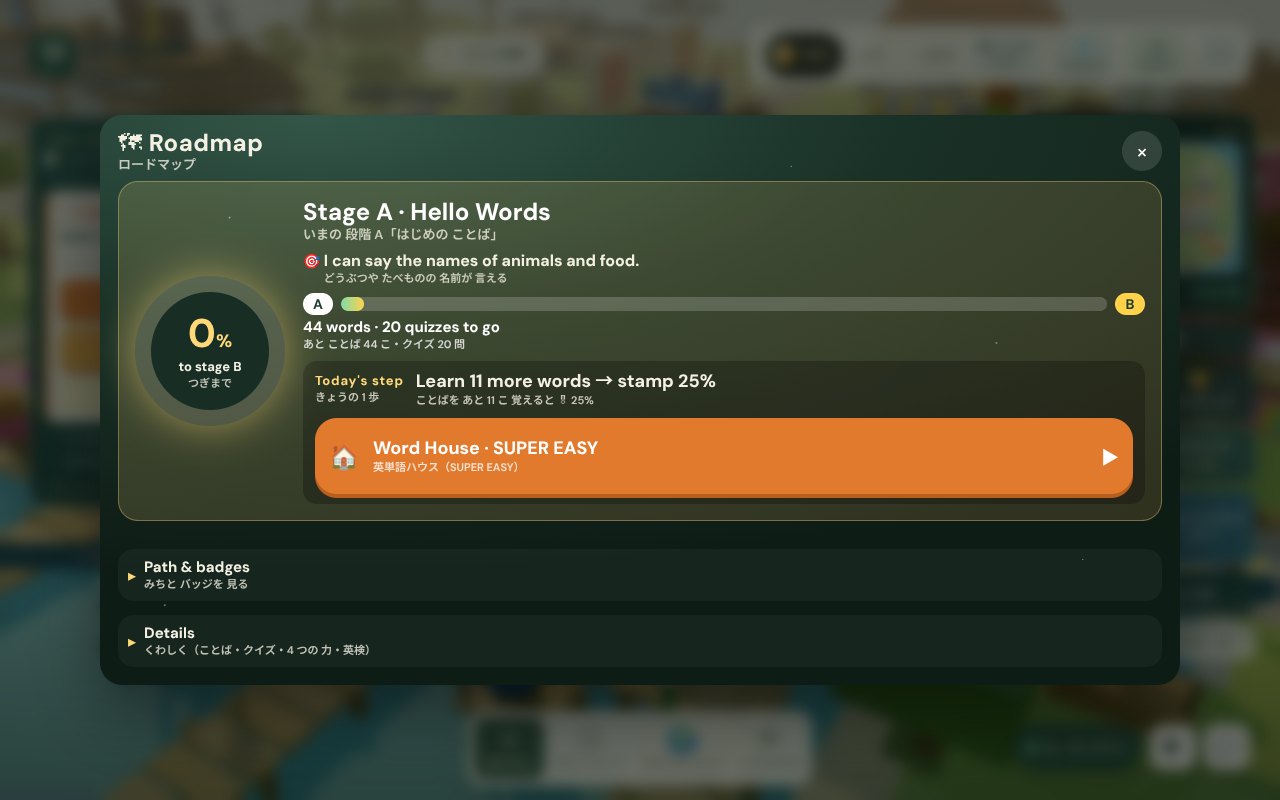 🗺 Roadmap
ロードマップ
×
Stage A · Hello Words
いまの 段階 A「はじめの ことば」
🎯 I can say the names of animals and food.
どうぶつや たべものの 名前が 言える
0%
to stage B
つぎまで
A
B
44 words · 20 quizzes to go
あと ことば 44 こ・クイズ 20 問
Today's step
きょうの 1 歩
Learn 11 more words → stamp 25%
ことばを あと 11 こ 覚えると 🎖 25%
🏠 Word House · SUPER EASY ▶
英単語ハウス（SUPER EASY）
▸ Path & badges
みちと バッジを 見る
▸ Details
くわしく（ことば・クイズ・4 つの 力・英検）